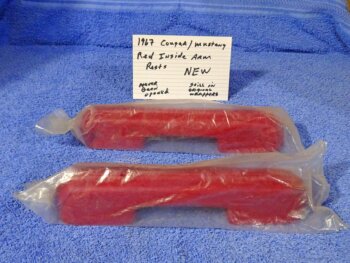 1967 Cougar/Mustang
Red Inside Arm
Rests NEW
never been opened
still in original wrappers